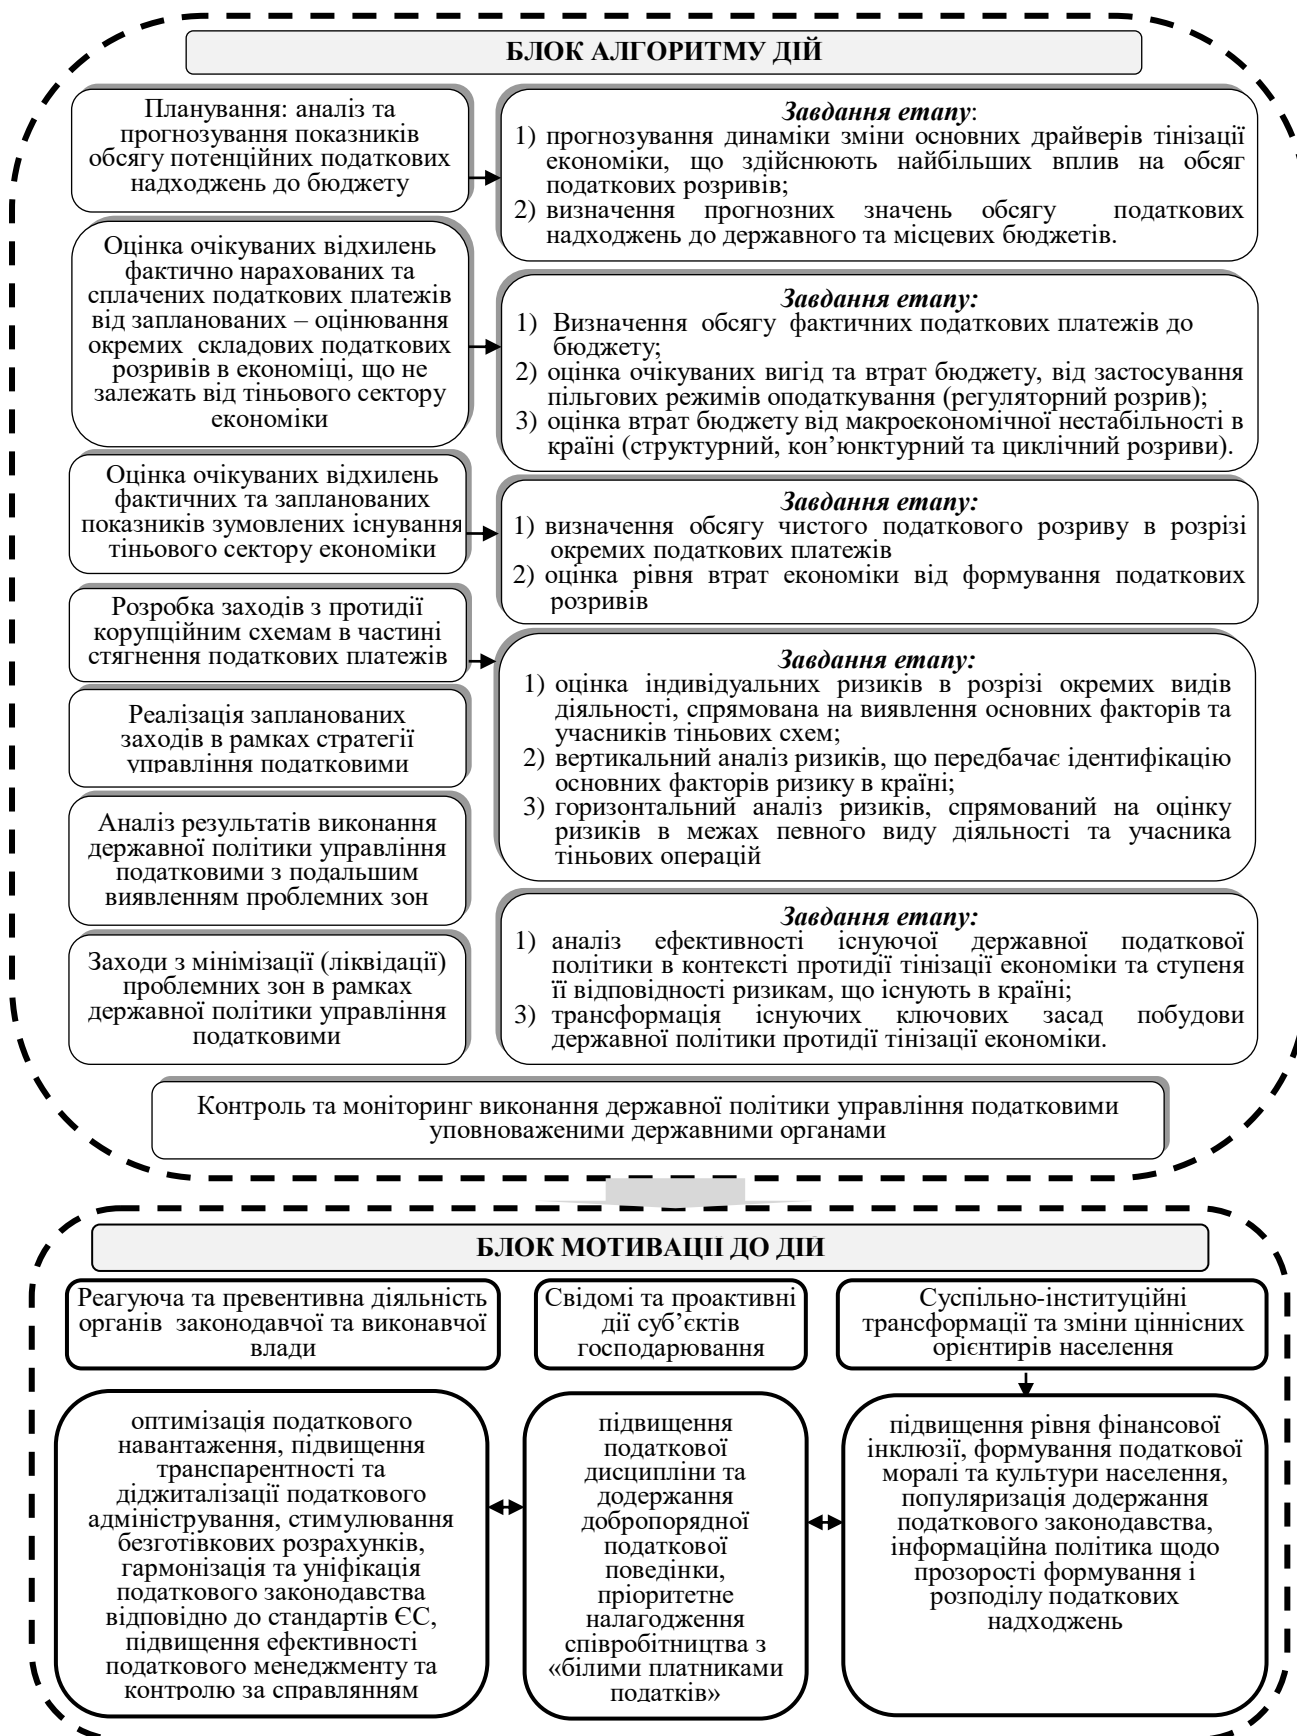 БЛОК АЛГОРИТМУ ДІЙ
Планування: аналіз та
прогнозування показників
обсягу потенційних податкових
надходжень до бюджету
Завдання етапу:
1) прогнозування динаміки зміни основних драйверів тінізації
економіки, що здійснюють найбільших вплив на обсяг
податкових розривів;
2) визначення прогнозних значень обсягу податкових
надходжень до державного та місцевих бюджетів.
Оцінка очікуваних відхилень
фактично нарахованих та
сплачених податкових платежів
від запланованих – оцінювання
окремих складових податкових
розривів в економіці, що не
залежать від тіньового сектору
економіки
Завдання етапу:
1) Визначення обсягу фактичних податкових платежів до
бюджету;
2) оцінка очікуваних вигід та втрат бюджету, від застосування
пільгових режимів оподаткування (регуляторний розрив);
3) оцінка втрат бюджету від макроекономічної нестабільності в
країні (структурний, кон’юнктурний та циклічний розриви).
Оцінка очікуваних відхилень
фактичних та запланованих
показників зумовлених існування
тіньового сектору економіки
Завдання етапу:
1) визначення обсягу чистого податкового розриву в розрізі
окремих податкових платежів
2) оцінка рівня втрат економіки від формування податкових
розривів
Розробка заходів з протидії
корупційним схемам в частині
стягнення податкових платежів
Завдання етапу:
1) оцінка індивідуальних ризиків в розрізі окремих видів
діяльності, спрямована на виявлення основних факторів та
учасників тіньових схем;
2) вертикальний аналіз ризиків, що передбачає ідентифікацію
основних факторів ризику в країні;
3) горизонтальний аналіз ризиків, спрямований на оцінку
ризиків в межах певного виду діяльності та учасника
тіньових операцій
Реалізація запланованих
заходів в рамках стратегії
управління податковими
Аналіз результатів виконання
державної політики управління
податковими з подальшим
виявленням проблемних зон
Завдання етапу:
1) аналіз ефективності існуючої державної податкової
політики в контексті протидії тінізації економіки та ступеня
її відповідності ризикам, що існують в країні;
3) трансформація існуючих ключових засад побудови
державної політики протидії тінізації економіки.
Заходи з мінімізації (ліквідації)
проблемних зон в рамках
державної політики управління
податковими
Контроль та моніторинг виконання державної політики управління податковими
уповноваженими державними органами
БЛОК МОТИВАЦІЇ ДО ДІЙ
Реагуюча та превентивна діяльність
органів законодавчої та виконавчої
влади
Свідомі та проактивні
дії суб’єктів
господарювання
Суспільно-інституційні
трансформації та зміни ціннісних
орієнтирів населення
оптимізація податкового
навантаження, підвищення
транспарентності та
діджиталізації податкового
адміністрування, стимулювання
безготівкових розрахунків,
гармонізація та уніфікація
податкового законодавства
відповідно до стандартів ЄС,
підвищення ефективності
податкового менеджменту та
контролю за справлянням
підвищення
податкової
дисципліни та
додержання
добропорядної
податкової
поведінки,
пріоритетне
налагодження
співробітництва з
«білими платниками
податків»
підвищення рівня фінансової
інклюзії, формування податкової
моралі та культури населення,
популяризація додержання
податкового законодавства,
інформаційна політика щодо
прозорості формування і
розподілу податкових
надходжень